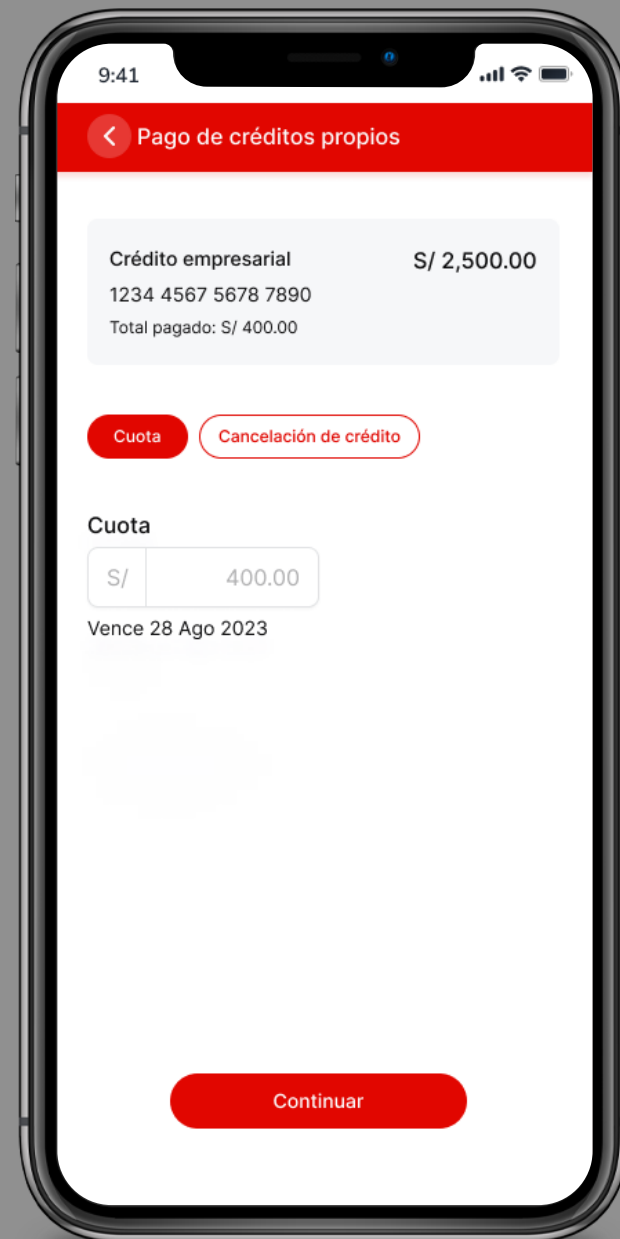 9:41
Pago de créditos propios
Crédito empresarial S/ 2,500.00
1234 4567 5678 7890
Total pagado: S/ 400.00
Cuota Cancelación de crédito
Cuota
S/ 400.00
Vence 28 Ago 2023
Continuar